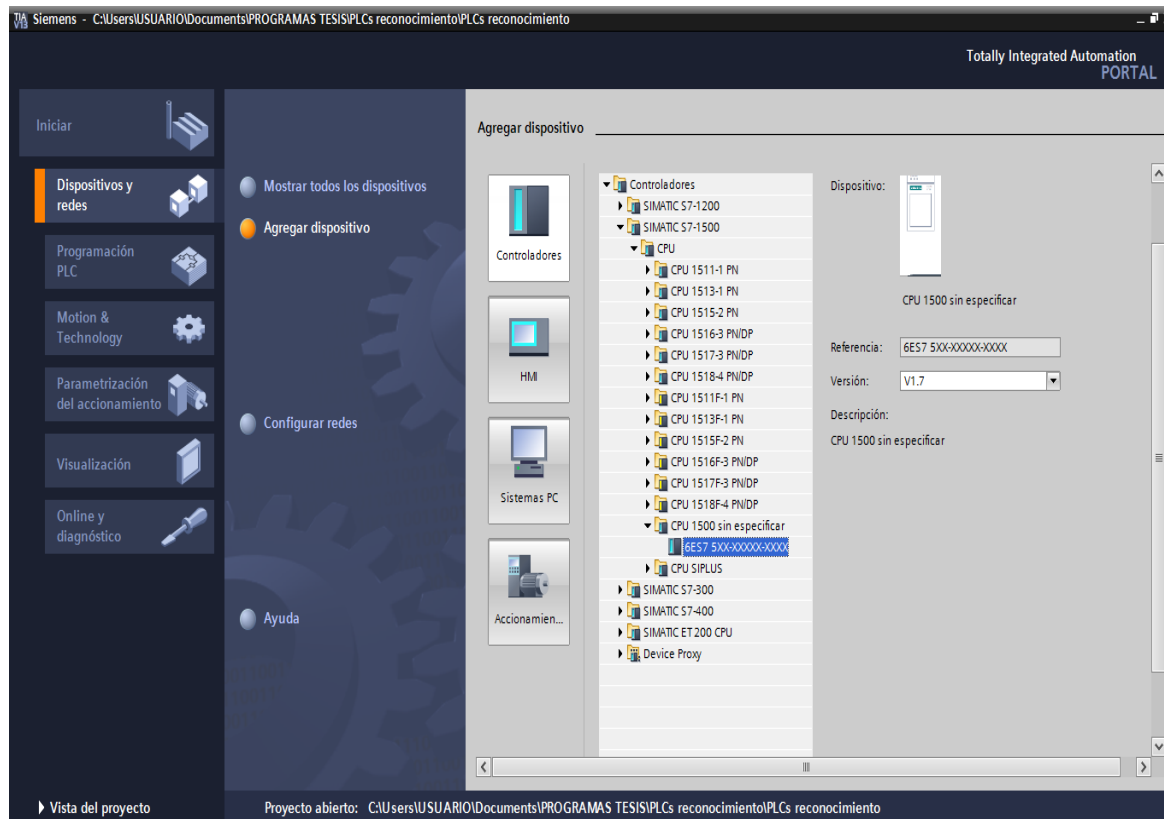 TIA
V13
Siemens - C:\Users\USUARIO\Documents\PROGRAMAS TESIS\PLCs reconocimiento\PLCs reconocimiento
Totally Integrated Automation
PORTAL
Iniciar
Dispositivos y
redes
Programación
PLC
Motion &
Technology
Parametrización
del accionamiento
Visualización
Online y
diagnóstico
Mostrar todos los dispositivos
Agregar dispositivo
Configurar redes
Ayuda
Agregar dispositivo
Controladores
HMI
Sistemas PC
Accionamien...
Controladores
SIMATIC S7-1200
SIMATIC S7-1500
CPU
CPU 1511-1 PN
CPU 1513-1 PN
CPU 1515-2 PN
CPU 1516-3 PN/DP
CPU 1517-3 PN/DP
CPU 1518-4 PN/DP
CPU 1511F-1 PN
CPU 1513F-1 PN
CPU 1515F-2 PN
CPU 1516F-3 PN/DP
CPU 1517F-3 PN/DP
CPU 1518F-4 PN/DP
CPU 1500 sin especificar
6ES7 5XX-XXXXX-XXXX
CPU SIPLUS
SIMATIC S7-300
SIMATIC S7-400
SIMATIC ET 200 CPU
Device Proxy
Dispositivo:
CPU 1500 sin especificar
Referencia: 6ES7 5XX-XXXXX-XXXX
Versión: V1.7
Descripción:
CPU 1500 sin especificar
Vista del proyecto
Proyecto abierto: C:\Users\USUARIO\Documents\PROGRAMAS TESIS\PLCs reconocimiento\PLCs reconocimiento